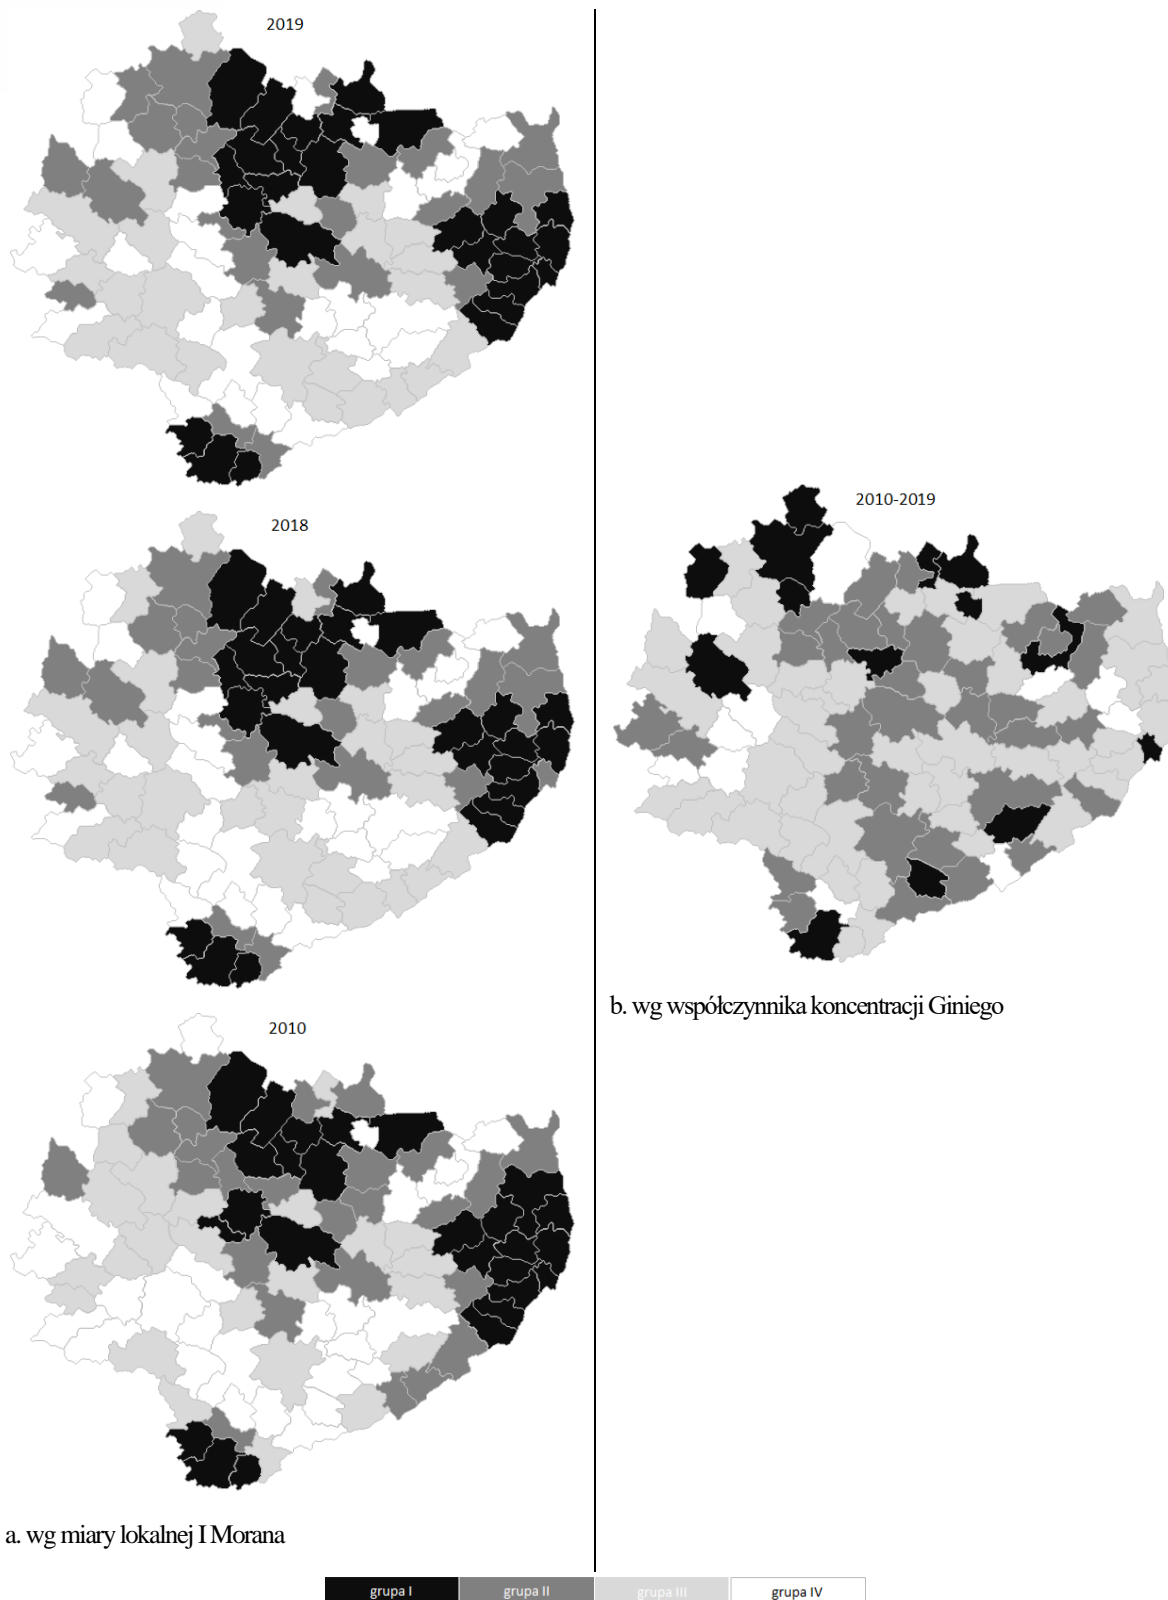 2019
2018
2010-2019
b. wg współczynnika koncentracji Giniego
2010
a. wg miary lokalnej I Morana
grupa I grupa II grupa III grupa IV